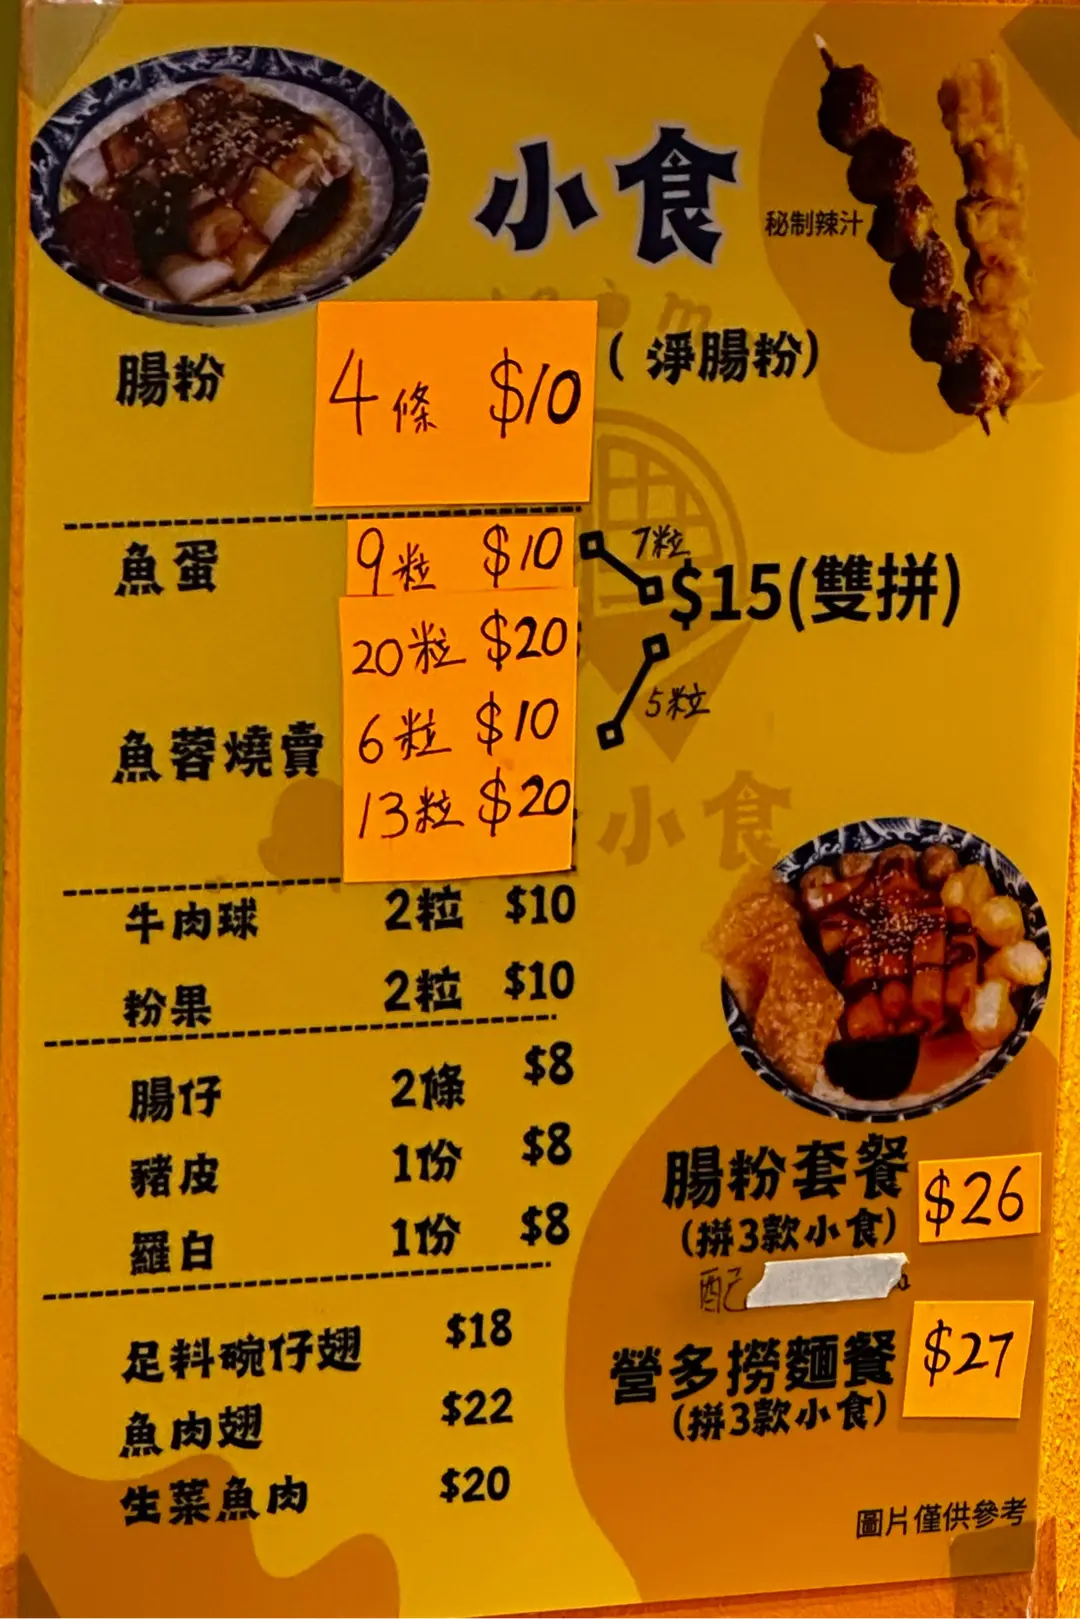 小食
秘制辣汁
腸粉 4條 $10 (淨腸粉)
魚蛋 9粒 $10 7粒
$15(雙拼)
20粒 $20
5粒
魚蓉燒賣 6粒 $10
13粒 $20
小食
牛肉球 2粒 $10
粉果 2粒 $10
腸仔 2條 $8
豬皮 1份 $8
羅白 1份 $8
腸粉套餐 $26
(拼3款小食)
配
足料碗仔翅 $18
營多撈麵餐 $27
(拼3款小食)
魚肉翅 $22
生菜魚肉 $20
圖片僅供參考